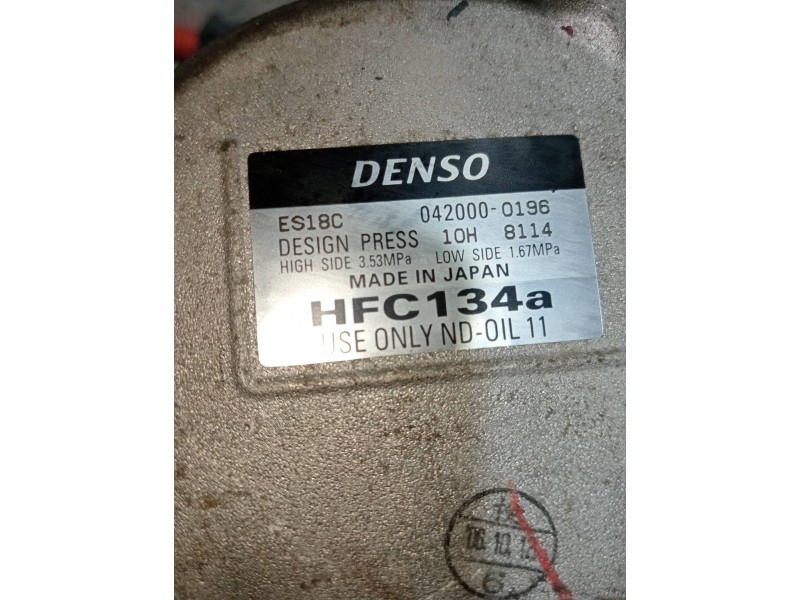 DENSO
ES18C 042000-0196
DESIGN PRESS 10H 8114
HIGH SIDE 3.53MPa LOW SIDE 1.67MPa
MADE IN JAPAN
HFC134a
USE ONLY ND-OIL 11
6